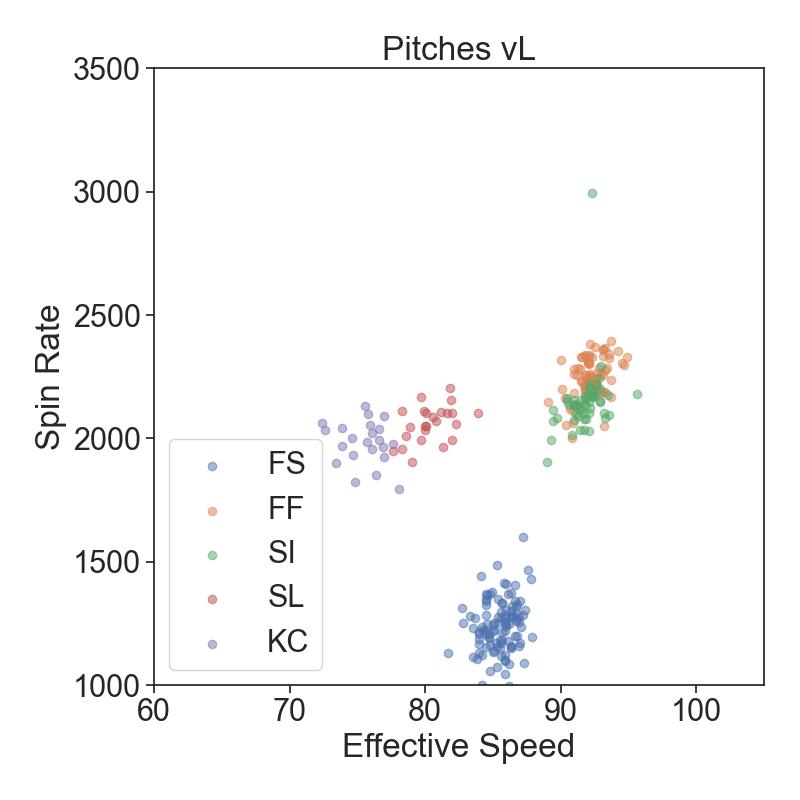 Pitches vL
3500
3000
2500
2000
1500
1000
Spin Rate
FS
FF
SI
SL
KC
60 70 80 90 100
Effective Speed